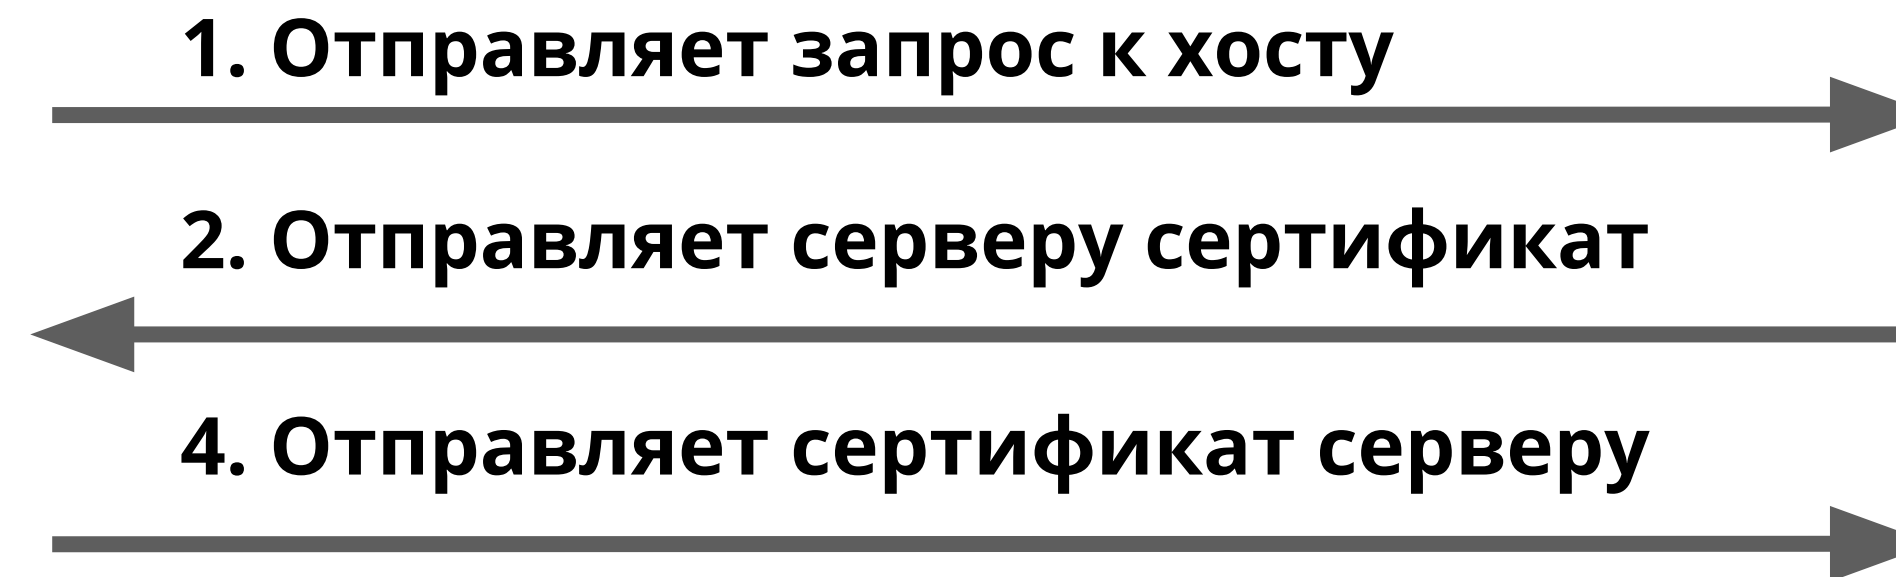 1. Отправляет запрос к хосту
2. Отправляет серверу сертификат
4. Отправляет сертификат серверу